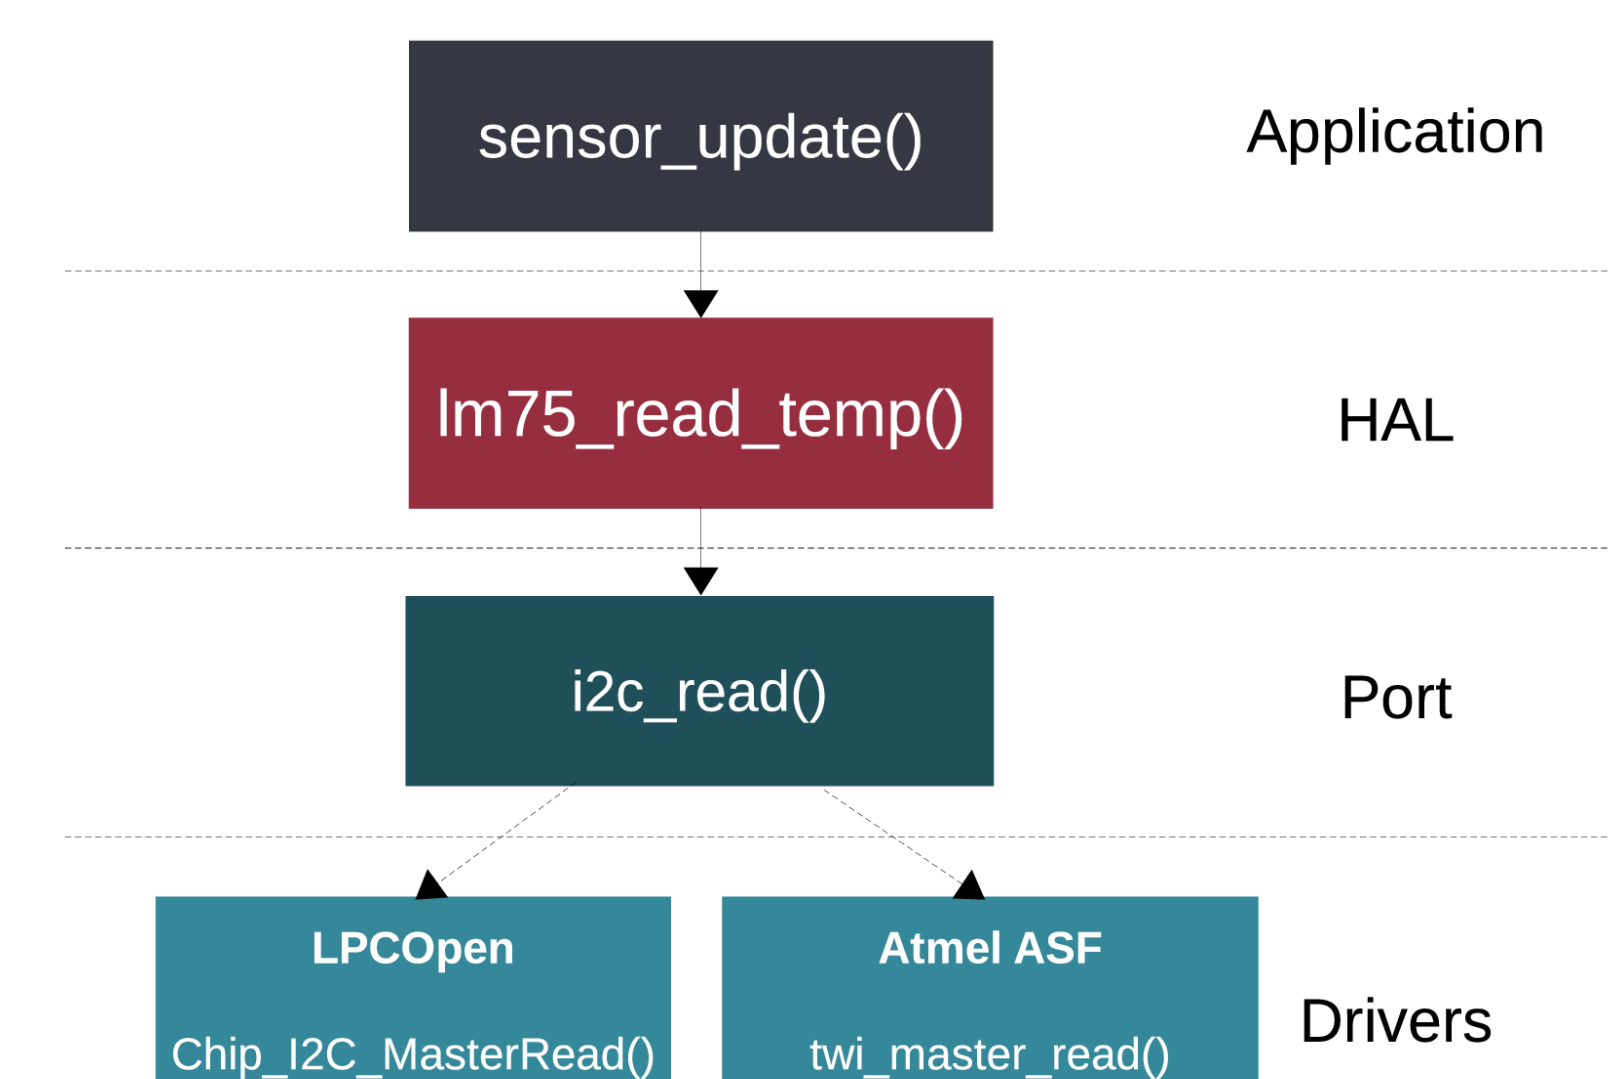 sensor_update()
Application
lm75_read_temp()
HAL
i2c_read()
Port
LPCOpen
Chip_I2C_MasterRead()
Atmel ASF
twi_master_read()
Drivers